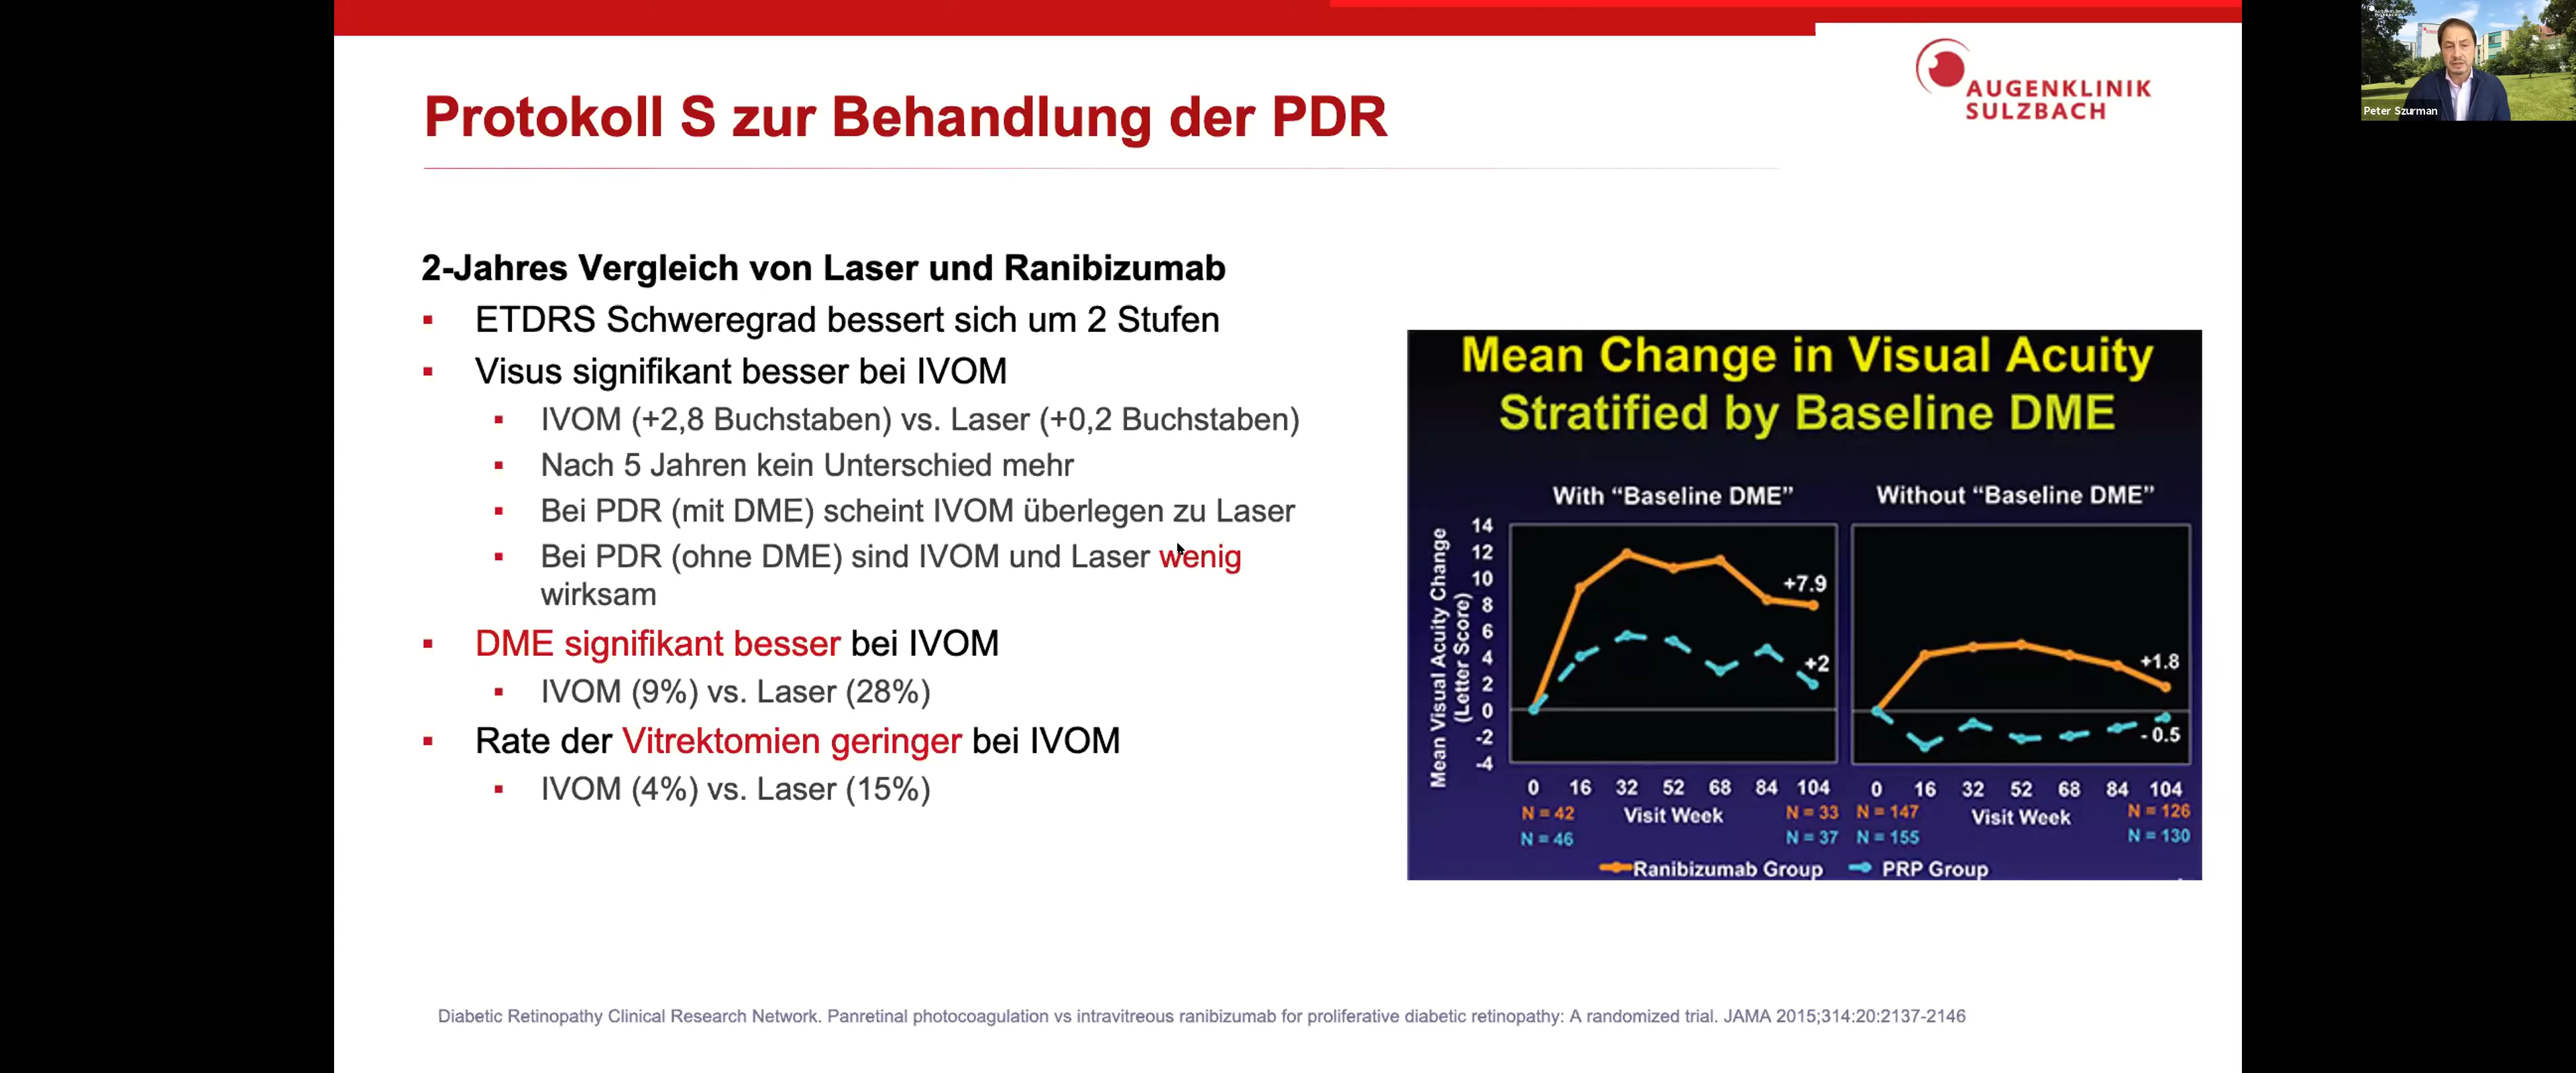 Protokoll S zur Behandlung der PDR
AUGENKLINIK
SULZBACH
Peter Szurman
2-Jahres Vergleich von Laser und Ranibizumab
▪ ETDRS Schweregrad bessert sich um 2 Stufen
▪ Visus signifikant besser bei IVOM
▪ IVOM (+2,8 Buchstaben) vs. Laser (+0,2 Buchstaben)
▪ Nach 5 Jahren kein Unterschied mehr
▪ Bei PDR (mit DME) scheint IVOM überlegen zu Laser
▪ Bei PDR (ohne DME) sind IVOM und Laser wenig
wirksam
▪ DME signifikant besser bei IVOM
▪ IVOM (9%) vs. Laser (28%)
▪ Rate der Vitrektomien geringer bei IVOM
▪ IVOM (4%) vs. Laser (15%)
Mean Change in Visual Acuity
Stratified by Baseline DME
With “Baseline DME”
Without “Baseline DME”
Mean Visual Acuity Change
(Letter Score)
14
12
10
8
6
4
2
0
-2
-4
+7.9
+2
+1.8
-0.5
0 16 32 52 68 84 104
0 16 32 52 68 84 104
N = 42 Visit Week N = 33
N = 46 N = 37
N = 147 Visit Week N = 126
N = 155 N = 130
Ranibizumab Group PRP Group
Diabetic Retinopathy Clinical Research Network. Panretinal photocoagulation vs intravitreous ranibizumab for proliferative diabetic retinopathy: A randomized trial. JAMA 2015;314:20:2137-2146